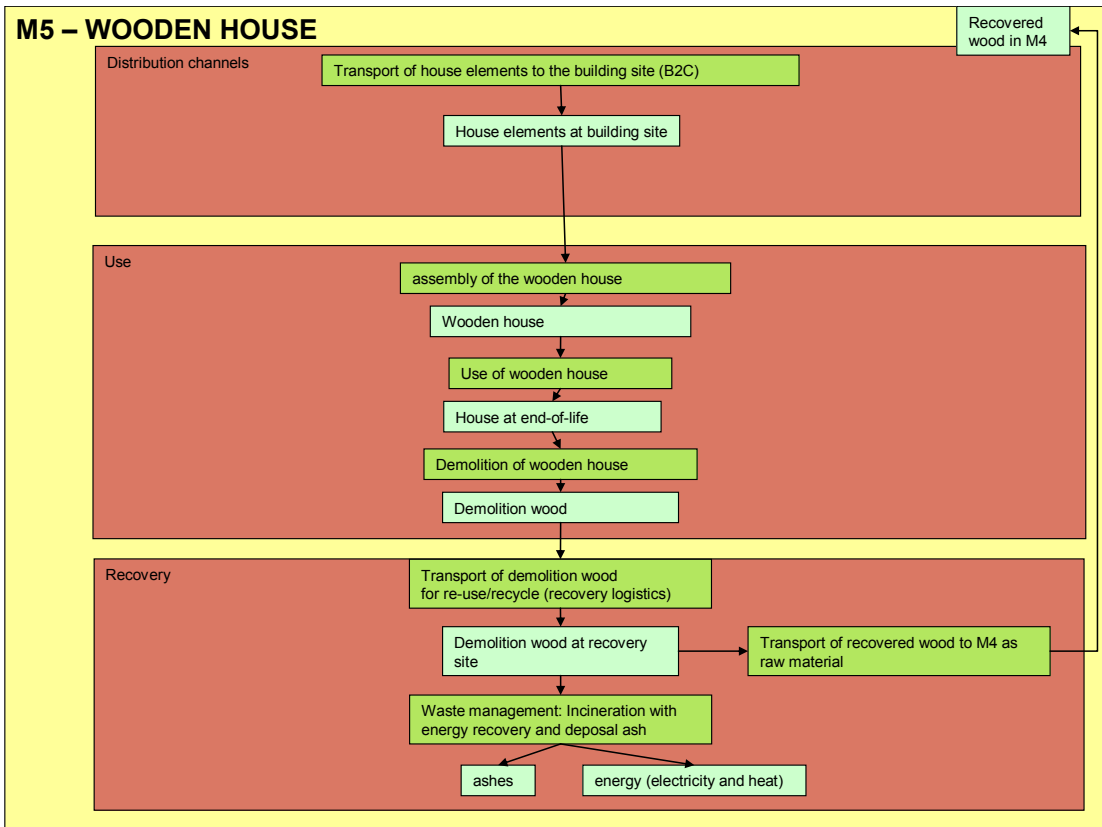 M5 – WOODEN HOUSE
Recovered
wood in M4
Distribution channels
Transport of house elements to the building site (B2C)
House elements at building site
Use
assembly of the wooden house
Wooden house
Use of wooden house
House at end-of-life
Demolition of wooden house
Demolition wood
Recovery
Transport of demolition wood
for re-use/recycle (recovery logistics)
Demolition wood at recovery
site
Transport of recovered wood to M4 as
raw material
Waste management: Incineration with
energy recovery and deposal ash
ashes
energy (electricity and heat)